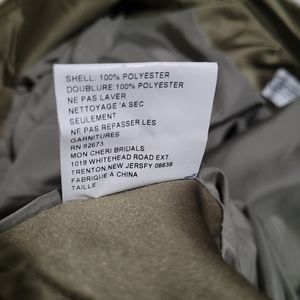 SHELL: 100% POLYESTER
DOUBLURE: 100% POLYESTER
NE PAS LAVER
NETTOYAGE 'A SEC
SEULEMENT
NE PAS REPASSER LES
GARNITURES
RN 82673
MON CHERI BRIDALS
1018 WHITEHEAD ROAD EXT.
TRENTON,NEW JERSFY 08638
FABRIQUE A CHINA
TAILLE